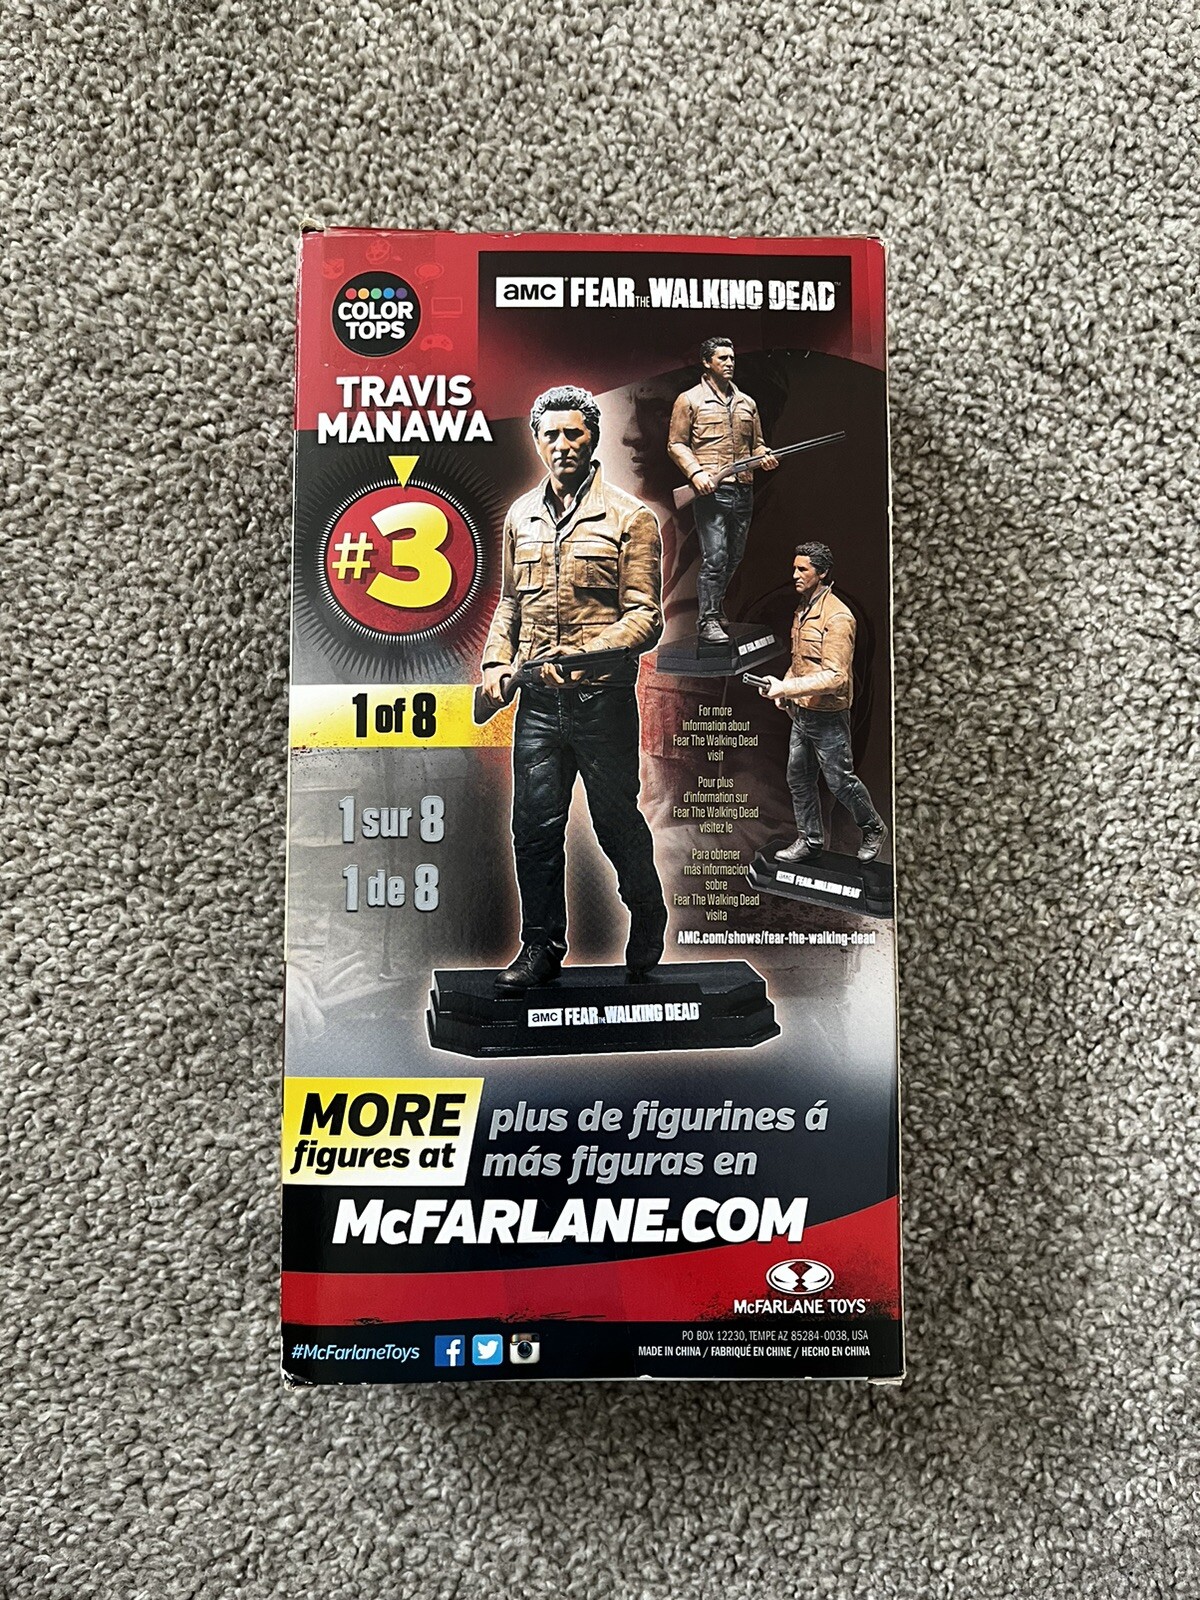 COLOR
TOPS
aMC FEAR THE WALKING DEAD
TRAVIS
MANAWA
#3
1 of 8
1 sur 8
1 de 8
For more
information about
Fear The Walking Dead
visit
Pour plus
d'information sur
Fear The Walking Dead
visitez le
Para obtener
más información
sobre
Fear The Walking Dead
visita
AMC.com/shows/fear-the-walking-dead
aMC FEAR THE WALKING DEAD
aMC FEAR THE WALKING DEAD
MORE
figures at
plus de figurines á
más figuras en
McFARLANE.COM
McFARLANE TOYS™
#McFarlaneToys
PO BOX 12230, TEMPE AZ 85284-0038, USA
MADE IN CHINA / FABRIQUÉ EN CHINE / HECHO EN CHINA